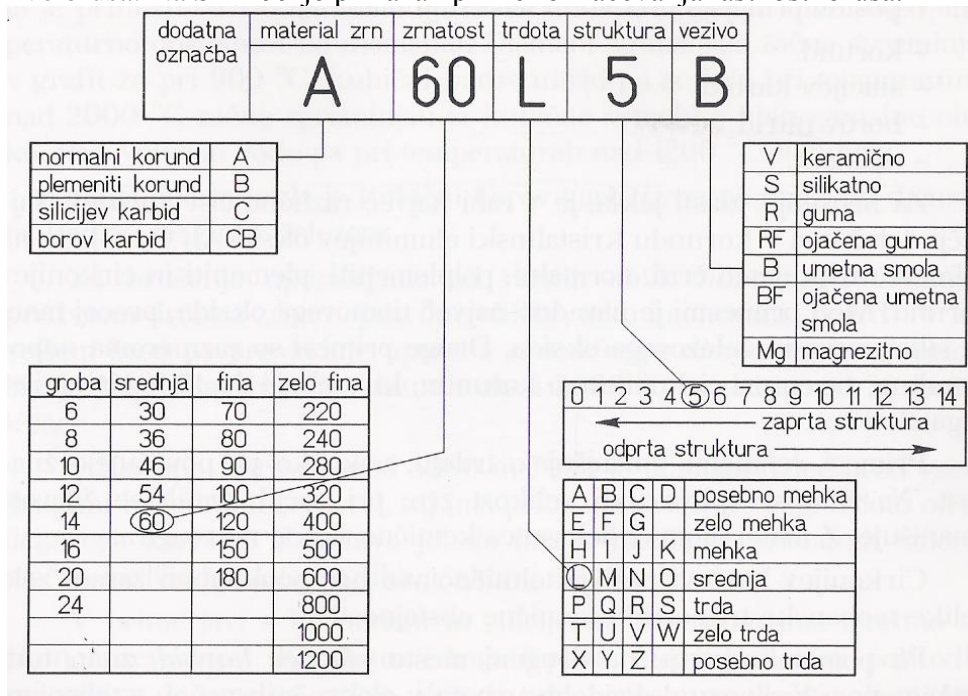 dodatna material zrn zrnatost trdota struktura vezivo
označba
A 60 L 5 B
normalni korund A
plemeniti korund B
silicijev karbid C
borov karbid CB
V keramično
S silikatno
R guma
RF ojačena guma
B umetna smola
BF ojačena umetna
smola
Mg magnezitno
groba srednja fina zelo fina
6 30 70 220
8 36 80 240
10 46 90 280
12 54 100 320
14 60 120 400
16 150 500
20 180 600
24 800
1000
1200
0 1 2 3 4 5 6 7 8 9 10 11 12 13 14
zaprta struktura
odprta struktura
A B C D posebno mehka
E F G zelo mehka
H I J K mehka
L M N O srednja
P Q R S trda
T U V W zelo trda
X Y Z posebno trda